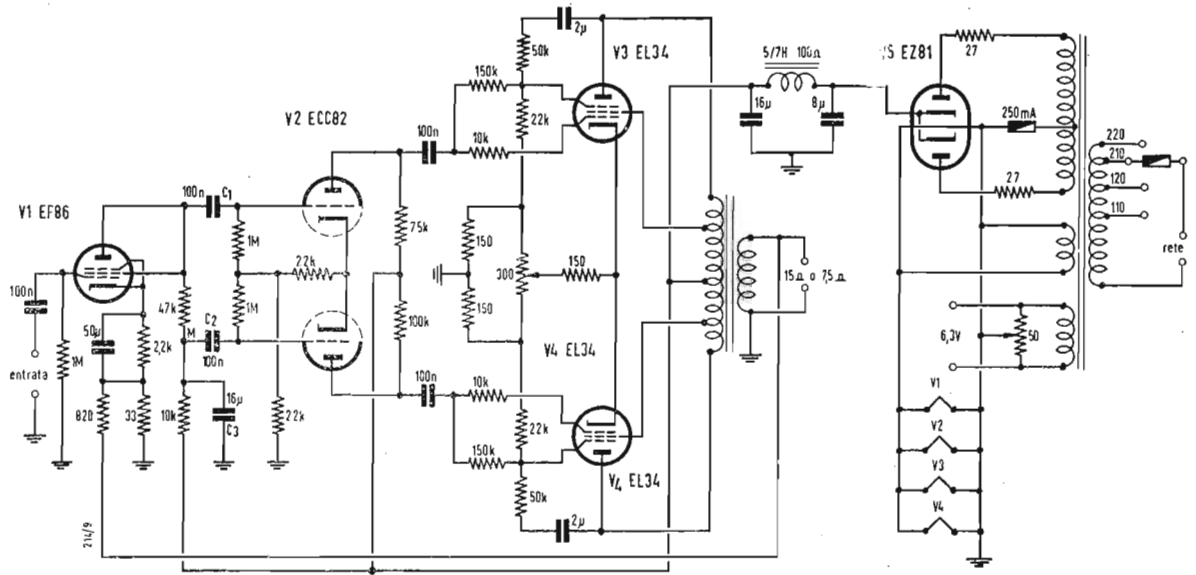 2µ
50k
V3 EL34
5/7H 100Ω
V5 EZ81
27
150k
22k
16µ
8µ
250mA
V2 ECC82
100n
10k
220
210
120
110
27
100n C1
V1 EF86
1M
75k
150
22k
300
150
15Ω o 7,5Ω
rete
100n
47k
1M
100k
150
50µ
2,2k
M
C2
100n
V4 EL34
6,3V
50
1M
entrata
100n
10k
820
33
10k
16µ
C3
22k
22k
V1
V2
150k
V4 EL34
V3
50k
V4
2µ
214/9